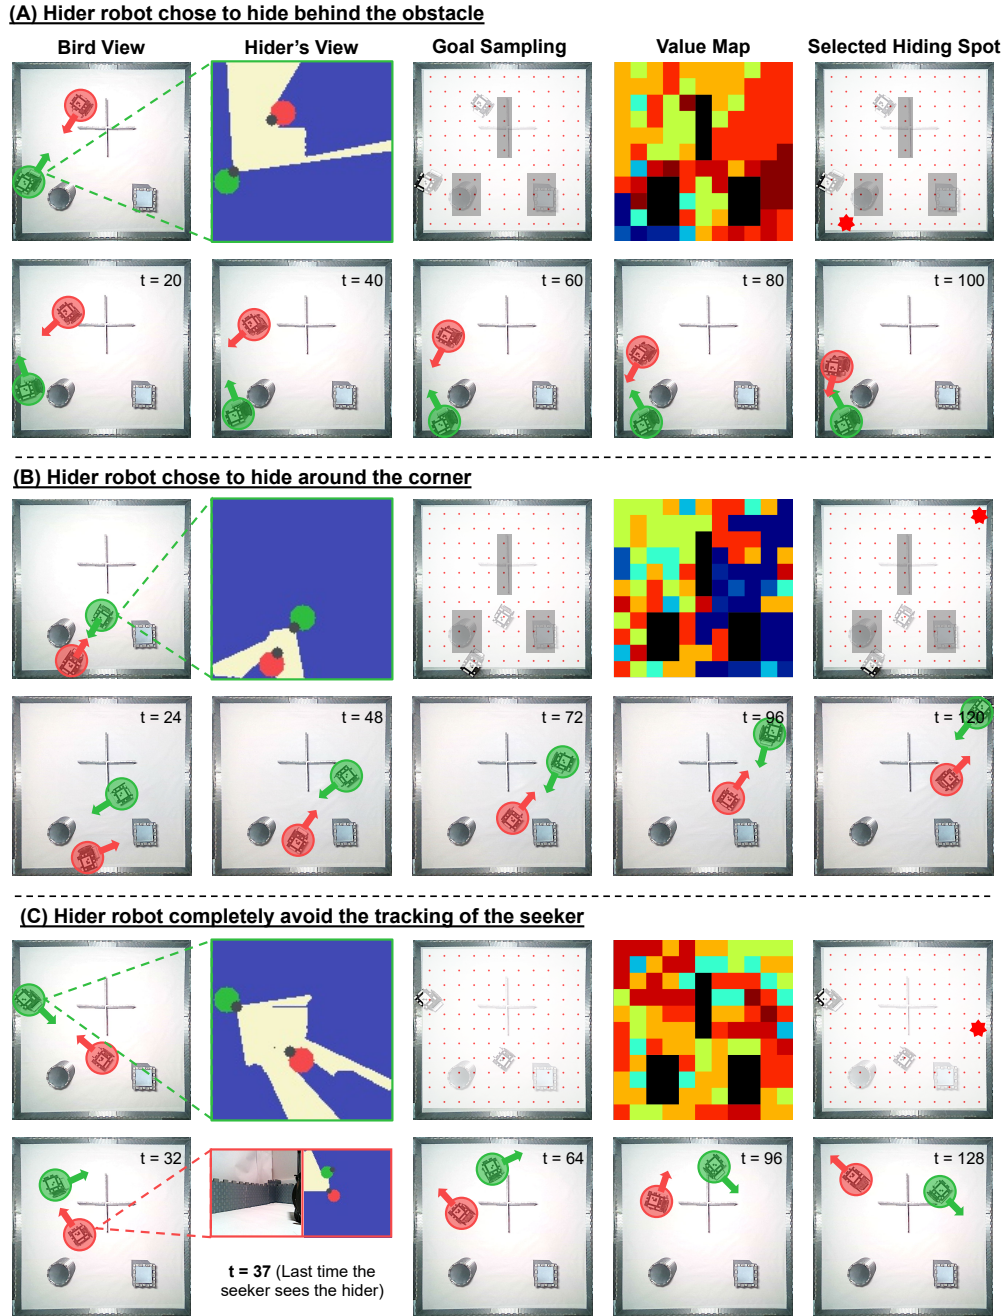 (A) Hider robot chose to hide behind the obstacle
Bird View
Hider's View
Goal Sampling
Value Map
Selected Hiding Spot
t = 20
t = 40
t = 60
t = 80
t = 100
(B) Hider robot chose to hide around the corner
t = 24
t = 48
t = 72
t = 96
t = 120
(C) Hider robot completely avoid the tracking of the seeker
t = 32
t = 37 (Last time the
seeker sees the hider)
t = 64
t = 96
t = 128